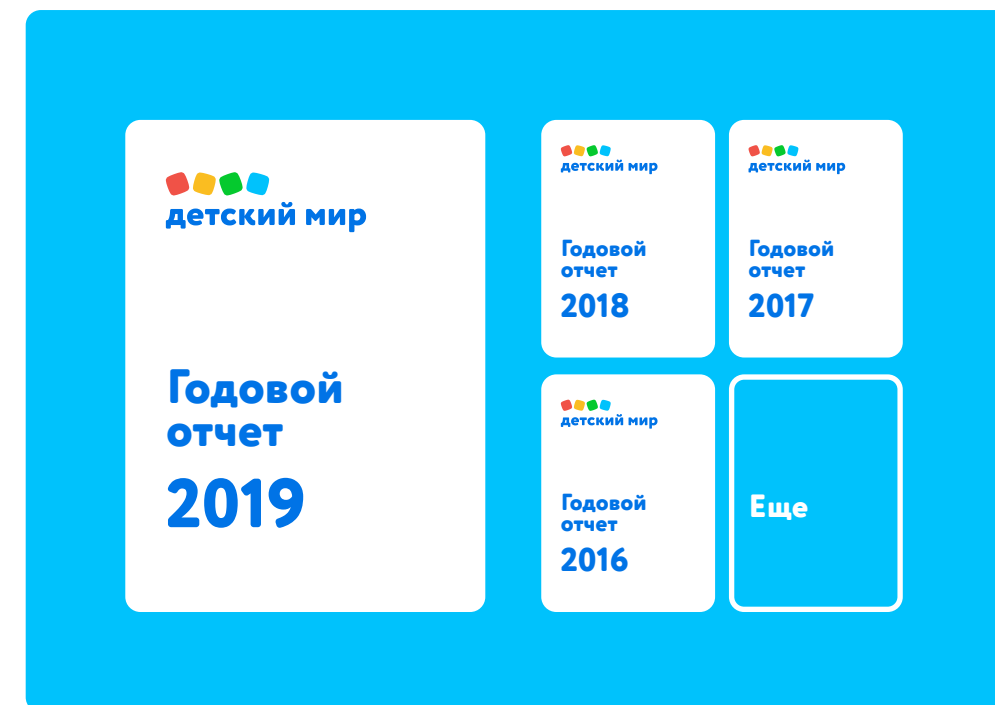 детский мир
Годовой
отчет
2019
детский мир
Годовой
отчет
2018
детский мир
Годовой
отчет
2017
детский мир
Годовой
отчет
2016
Еще